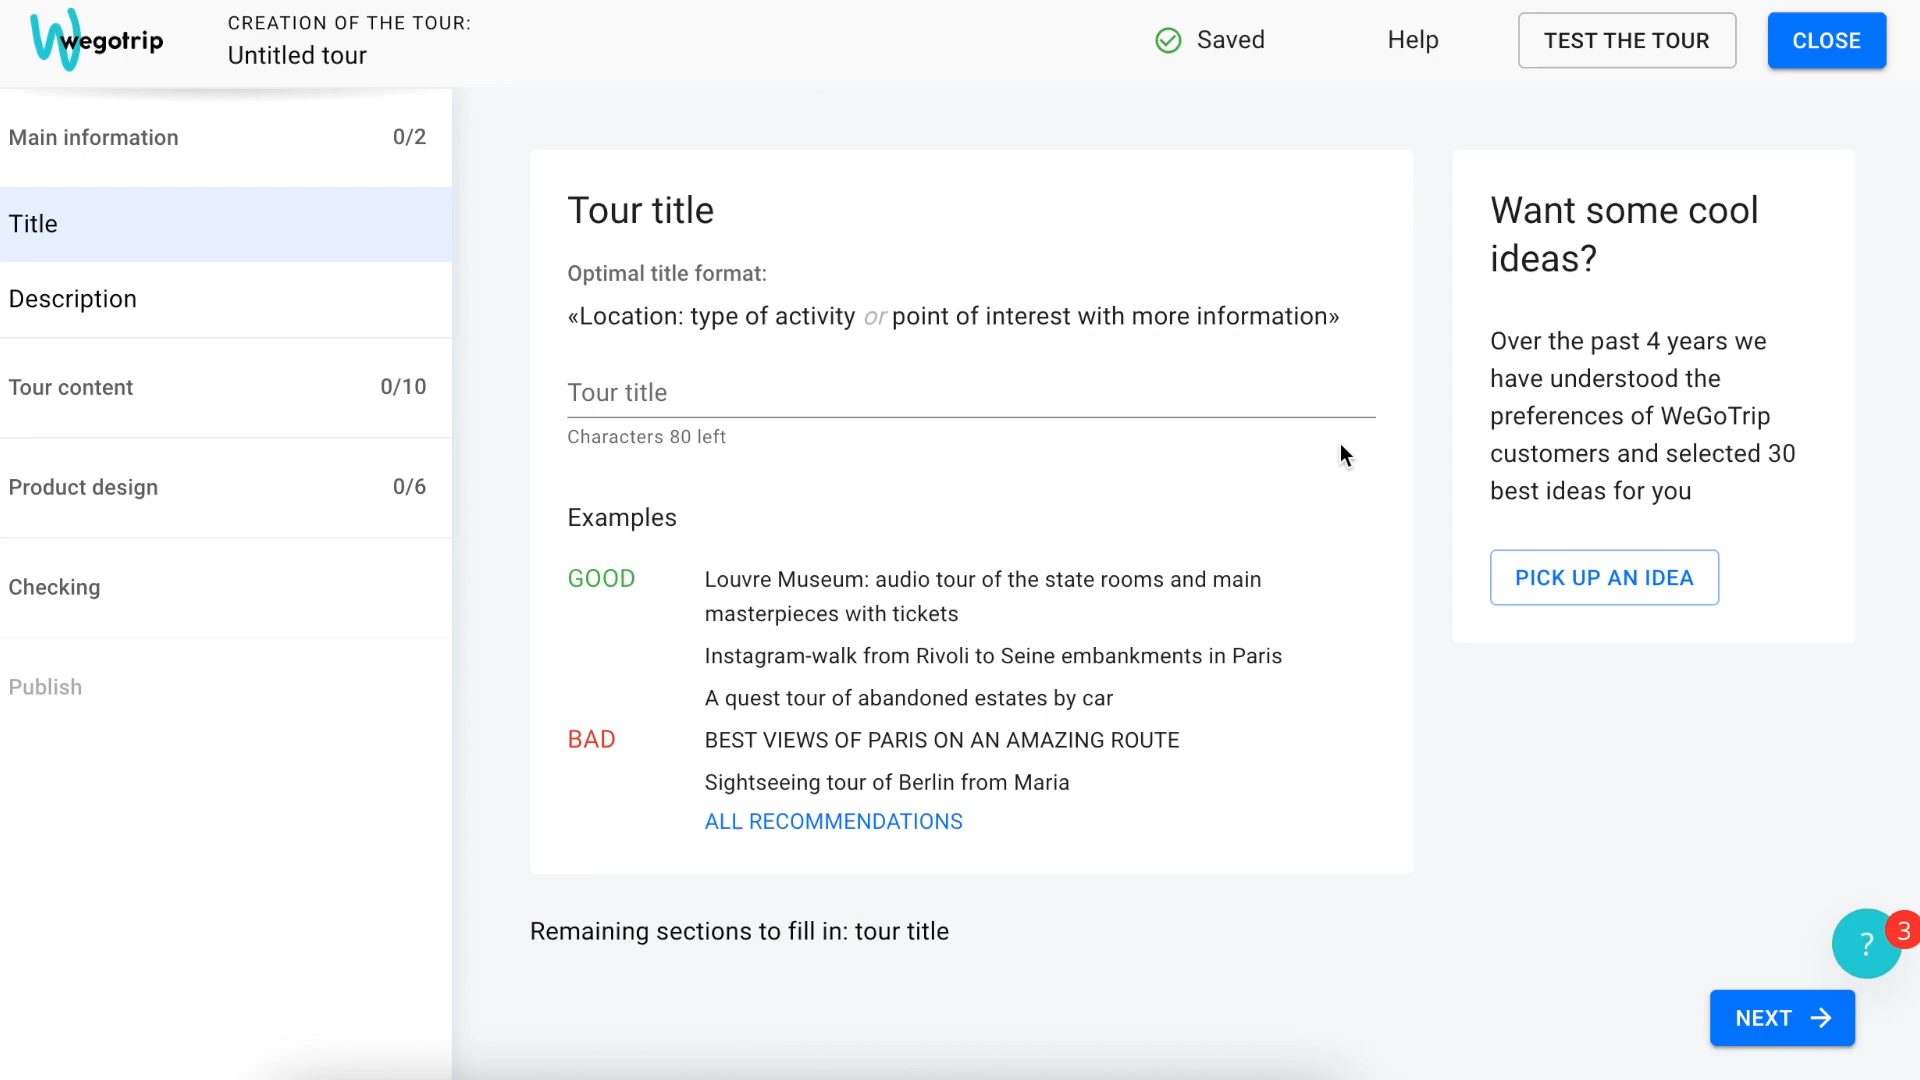 wegotrip
CREATION OF THE TOUR:
Untitled tour
Saved
Help
TEST THE TOUR
CLOSE
Main information 0/2
Title
Description
Tour content 0/10
Product design 0/6
Checking
Publish
Tour title
Optimal title format:
«Location: type of activity or point of interest with more information»
Tour title
Characters 80 left
Examples
GOOD
Louvre Museum: audio tour of the state rooms and main
masterpieces with tickets
Instagram-walk from Rivoli to Seine embankments in Paris
A quest tour of abandoned estates by car
BAD
BEST VIEWS OF PARIS ON AN AMAZING ROUTE
Sightseeing tour of Berlin from Maria
ALL RECOMMENDATIONS
Remaining sections to fill in: tour title
Want some cool
ideas?
Over the past 4 years we
have understood the
preferences of WeGoTrip
customers and selected 30
best ideas for you
PICK UP AN IDEA
?
3
NEXT →